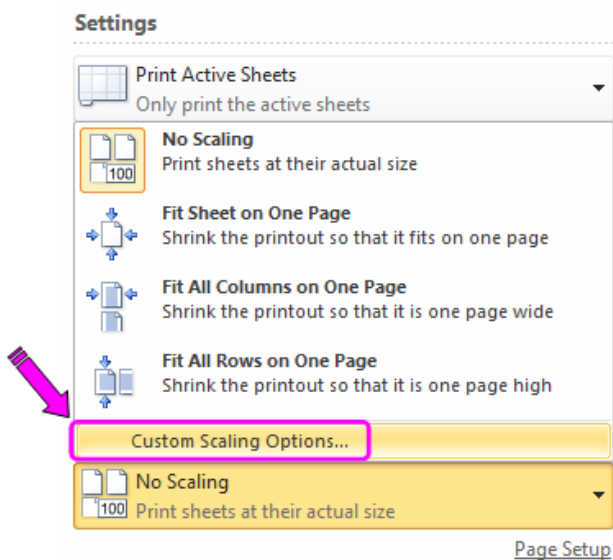 Settings
Print Active Sheets
Only print the active sheets
No Scaling
Print sheets at their actual size
100
Fit Sheet on One Page
Shrink the printout so that it fits on one page
Fit All Columns on One Page
Shrink the printout so that it is one page wide
Fit All Rows on One Page
Shrink the printout so that it is one page high
Custom Scaling Options...
No Scaling
100
Print sheets at their actual size
Page Setup